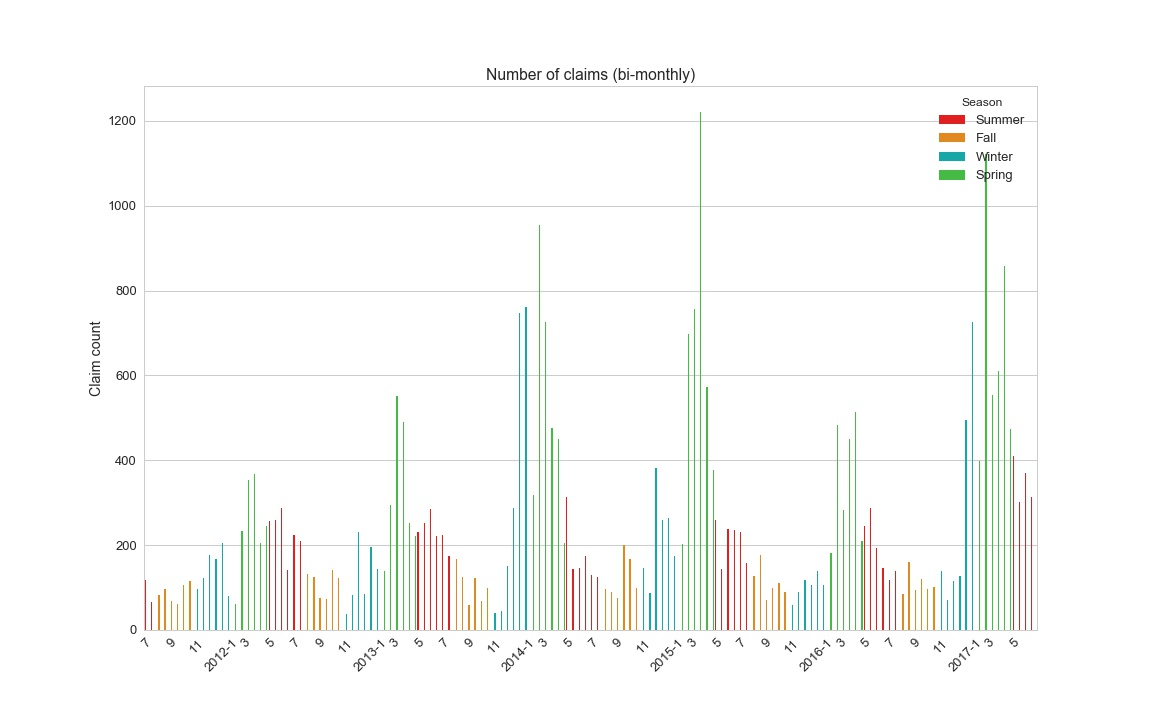 Number of claims (bi-monthly)
Season
Summer
Fall
Winter
Spring
Claim count
1200
1000
800
600
400
200
0
7 9 11 2012-1 3 5 7 9 11 2013-1 3 5 7 9 11 2014-1 3 5 7 9 11 2015-1 3 5 7 9 11 2016-1 3 5 7 9 11 2017-1 3 5